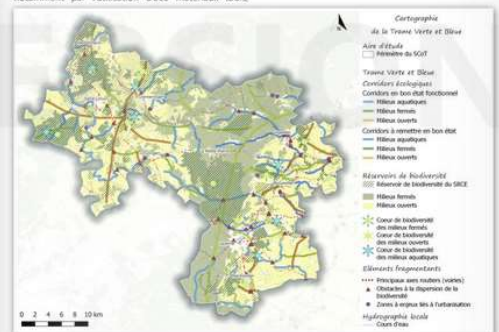 Cartographie
de la Trame Verte et Bleue
Aire d'étude
Périmètre du SCoT
Trame Verte et Bleue
Corridors écologiques
Corridors en bon état fonctionnel
Milieux aquatiques
Milieux fermés
Milieux ouverts
Corridors à remettre en bon état
Milieux aquatiques
Milieux fermés
Milieux ouverts
Réservoirs de biodiversité
Réservoir de biodiversité du SRCE
Milieux fermés
Milieux ouverts
Coeur de biodiversité
des milieux fermés
Coeur de biodiversité
des milieux ouverts
Coeur de biodiversité
des milieux aquatiques
Eléments fragmentants
Principaux axes routiers (voiries)
Obstacles à la dispersion de la
biodiversité
Zones à enjeux liés à l'urbanisation
Hydrographie locale
Cours d'eau
0 2 4 6 8 10 km